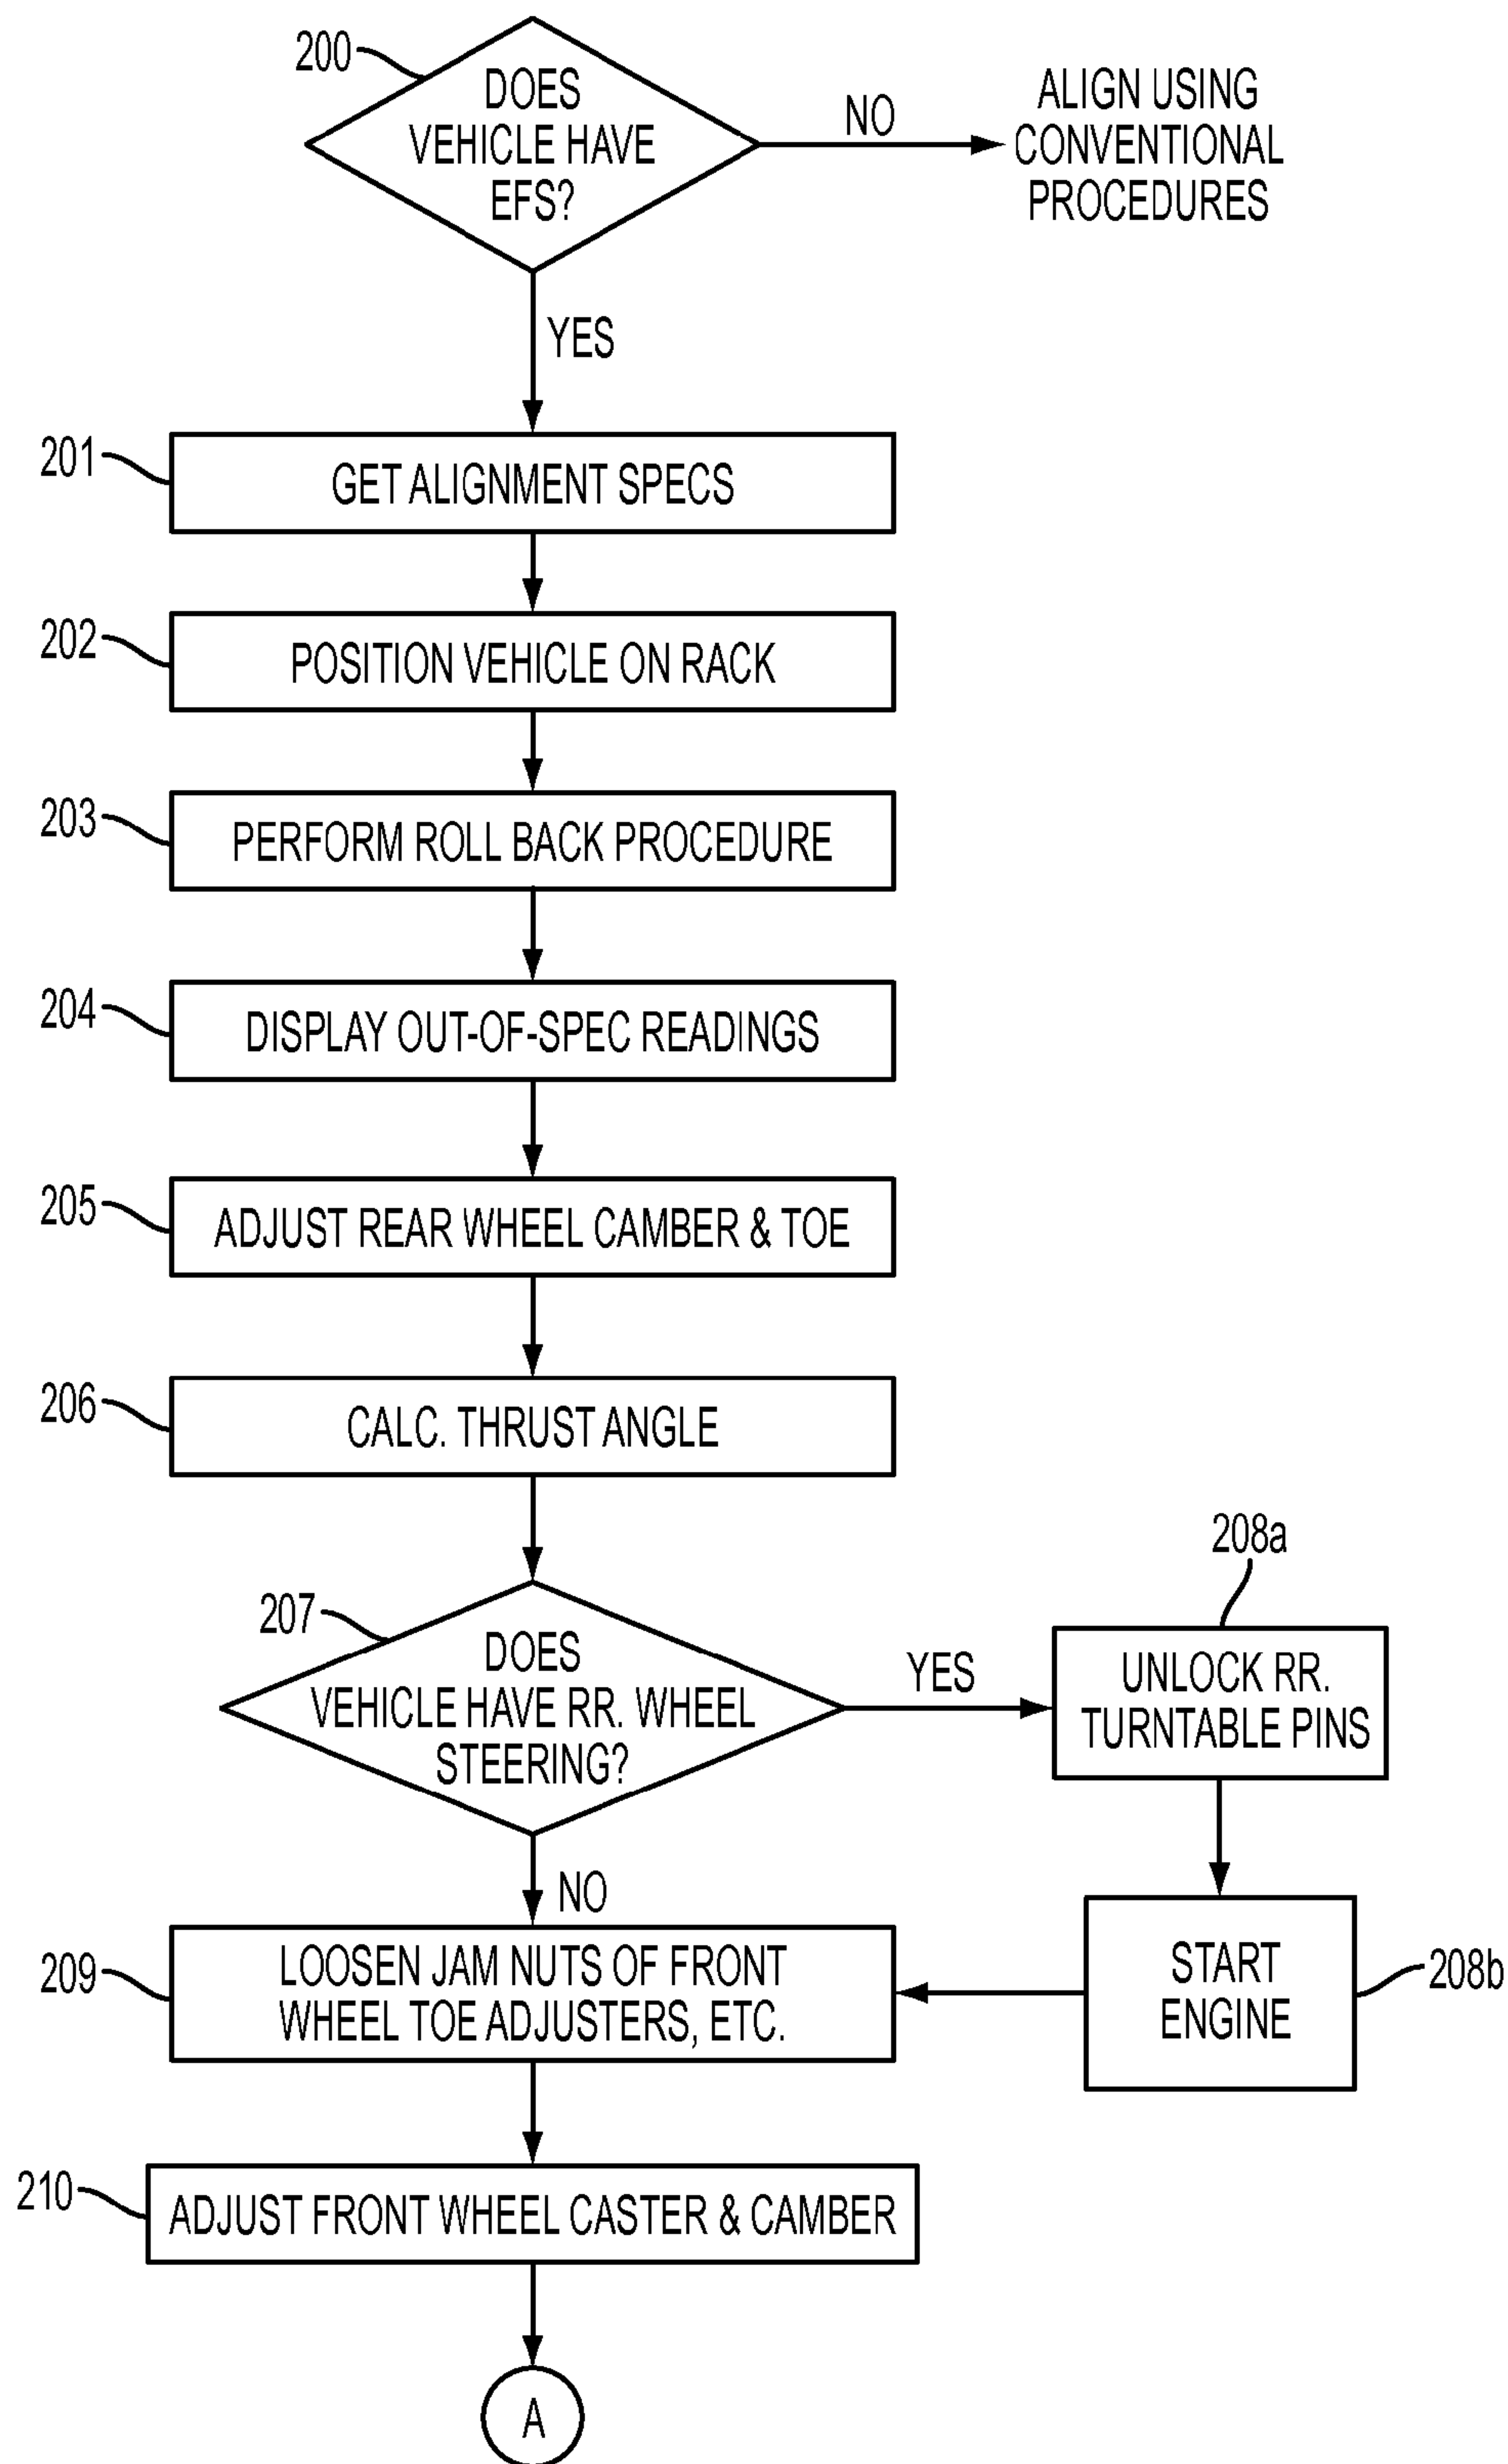 200
DOES
VEHICLE HAVE
EFS?
NO
ALIGN USING
CONVENTIONAL
PROCEDURES
YES
201
GET ALIGNMENT SPECS
202
POSITION VEHICLE ON RACK
203
PERFORM ROLL BACK PROCEDURE
204
DISPLAY OUT-OF-SPEC READINGS
205
ADJUST REAR WHEEL CAMBER & TOE
206
CALC. THRUST ANGLE
207
DOES
VEHICLE HAVE RR. WHEEL
STEERING?
YES
208a
UNLOCK RR.
TURNTABLE PINS
NO
209
LOOSEN JAM NUTS OF FRONT
WHEEL TOE ADJUSTERS, ETC.
START
ENGINE
208b
210
ADJUST FRONT WHEEL CASTER & CAMBER
A